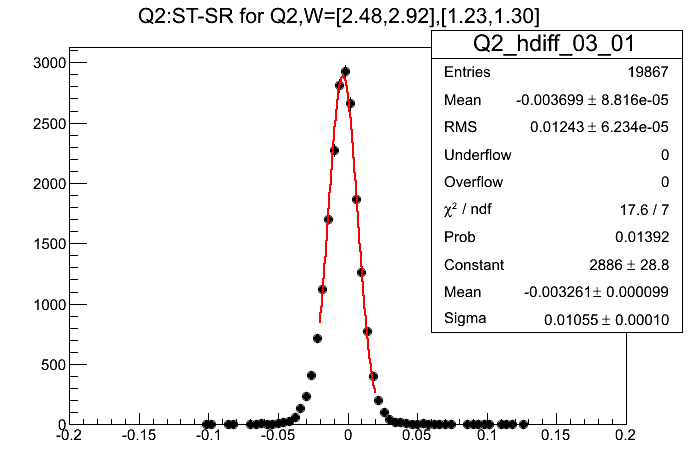 Q2:ST-SR for Q2,W=[2.48,2.92],[1.23,1.30]
Q2_hdiff_03_01
Entries 19867
Mean -0.003699 ± 8.816e-05
RMS 0.01243 ± 6.234e-05
Underflow 0
Overflow 0
χ² / ndf 17.6 / 7
Prob 0.01392
Constant 2886 ± 28.8
Mean -0.003261 ± 0.000099
Sigma 0.01055 ± 0.00010
3000
2500
2000
1500
1000
500
0
-0.2 -0.15 -0.1 -0.05 0 0.05 0.1 0.15 0.2